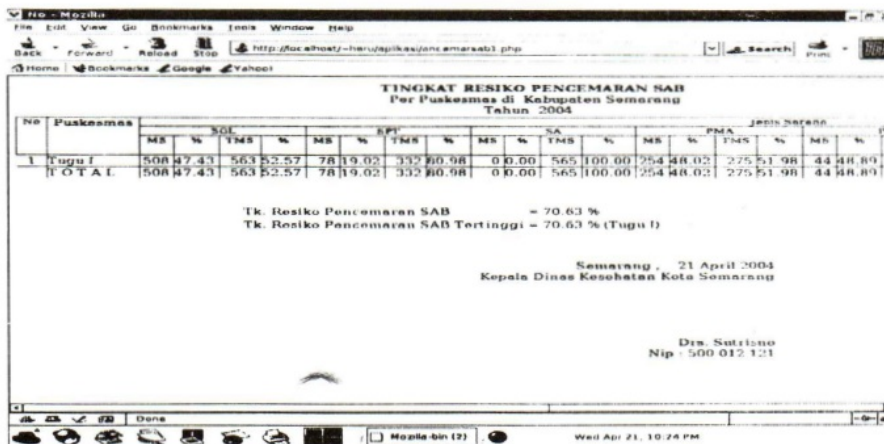 No - Mozilla
File Edit View Go Bookmarks Tools Window Help
Back Forward Reload Stop http://localhost/~heru/aplikasi/ancemarsab1.php Search Print
Home Bookmarks Google Yahoo!
TINGKAT RESIKO PENCEMARAN SAB
Per Puskesmas di Kabupaten Semarang
Tahun 2004
No Puskesmas Jenis Sarana
SGL SPT SA PMA
MS % TMS % MS % TMS % MS % TMS % MS % TMS % MS %
1 Tugu I 508 47.43 563 52.57 78 19.02 332 80.98 0 0.00 565 100.00 254 48.02 275 51.98 44 48.89
TOTAL 508 47.43 563 52.57 78 19.02 332 80.98 0 0.00 565 100.00 254 48.02 275 51.98 44 48.89
Tk. Resiko Pencemaran SAB = 70.63 %
Tk. Resiko Pencemaran SAB Tertinggi = 70.63 % (Tugu I)
Semarang , 21 April 2004
Kepala Dinas Kesehatan Kota Semarang
Drs. Sutrisno
Nip : 500 012 121
Done
Mozilla-bin (2) Wed Apr 21, 10:24 PM